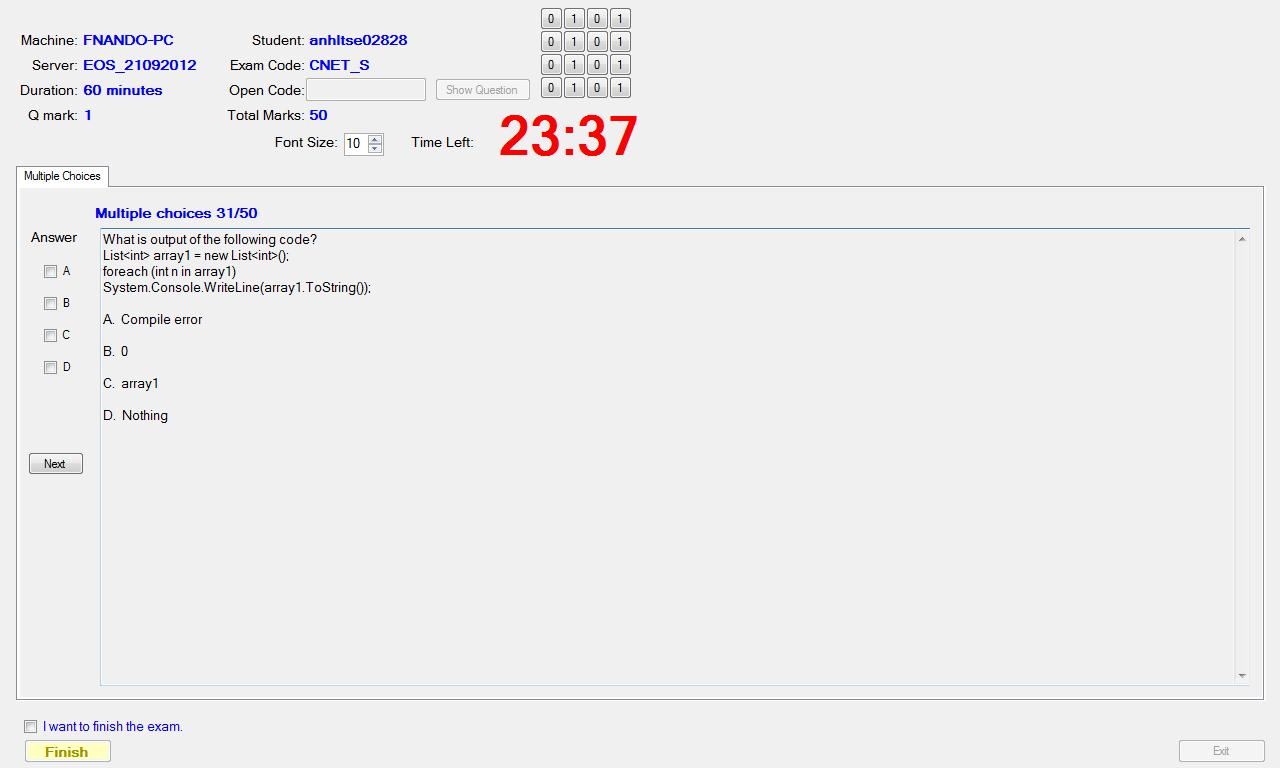 Machine: FNANDO-PC
Student: anhltse02828
Server: EOS_21092012
Exam Code: CNET_S
Duration: 60 minutes
Open Code:
Show Question
Q mark: 1
Total Marks: 50
0 1 0 1
0 1 0 1
0 1 0 1
0 1 0 1
Font Size: 10
Time Left: 23:37
Multiple Choices
Multiple choices 31/50
Answer
A
B
C
D
Next
What is output of the following code?
List<int> array1 = new List<int>();
foreach (int n in array1)
System.Console.WriteLine(array1.ToString());
A. Compile error
B. 0
C. array1
D. Nothing
I want to finish the exam.
Finish
Exit